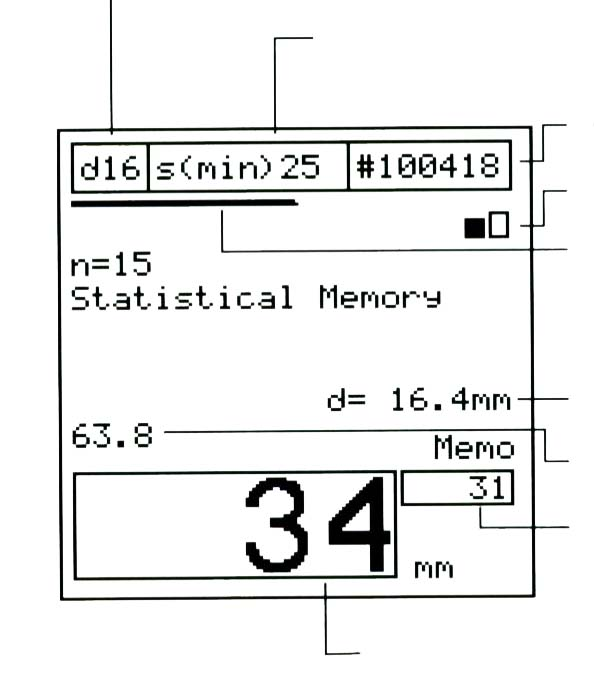 d16 s(min)25 #100418
n=15
Statistical Memory
d= 16.4mm
63.8
Memo
31
34 mm